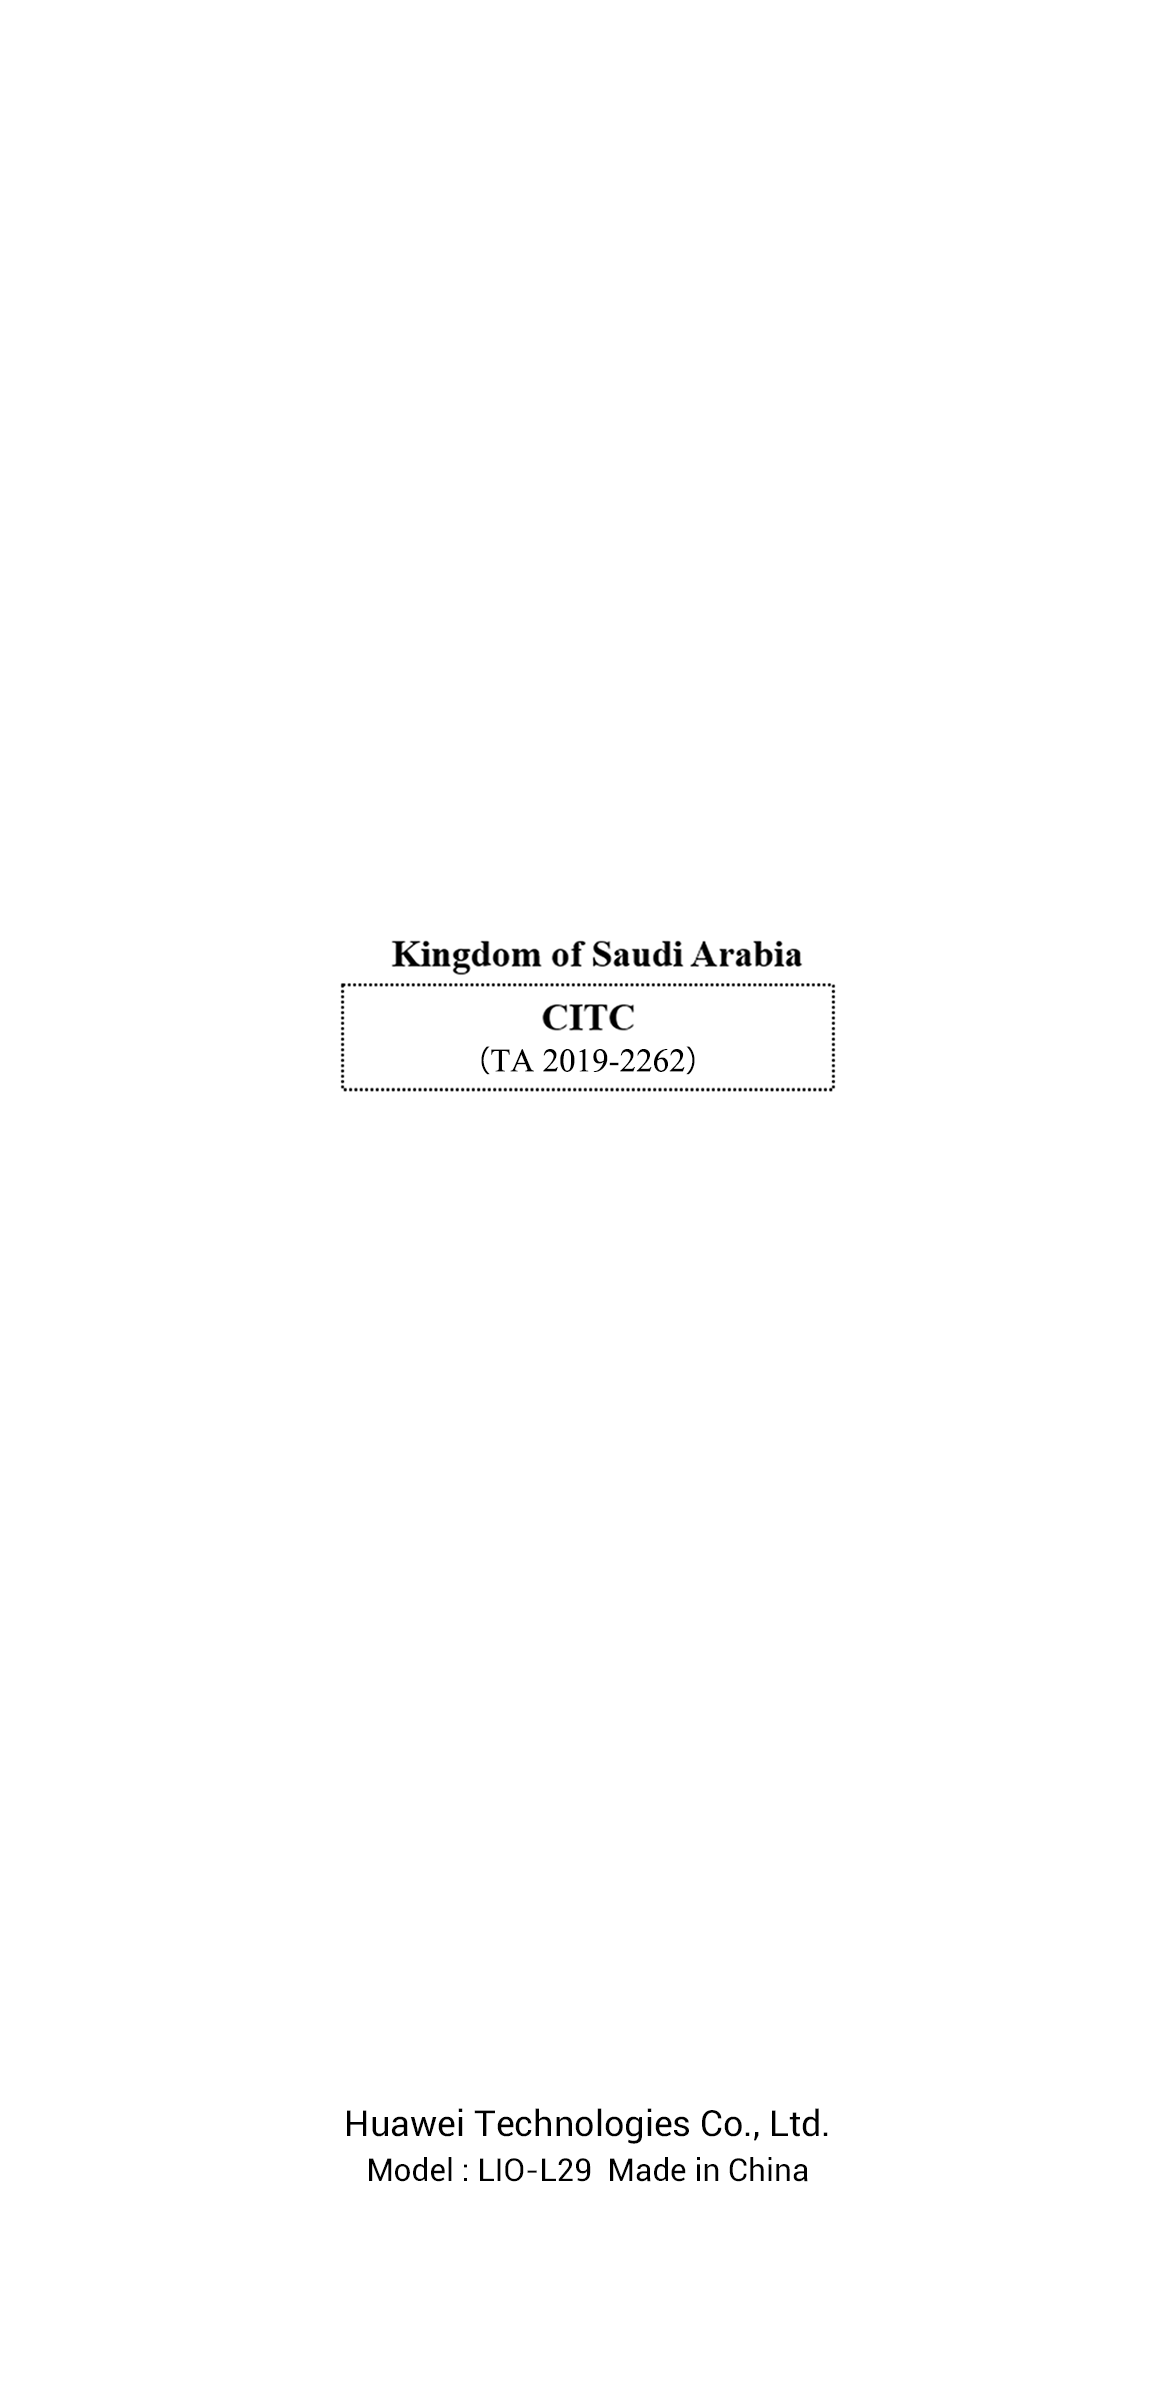 Kingdom of Saudi Arabia
CITC
(TA 2019-2262)
Huawei Technologies Co., Ltd.
Model : LIO-L29  Made in China